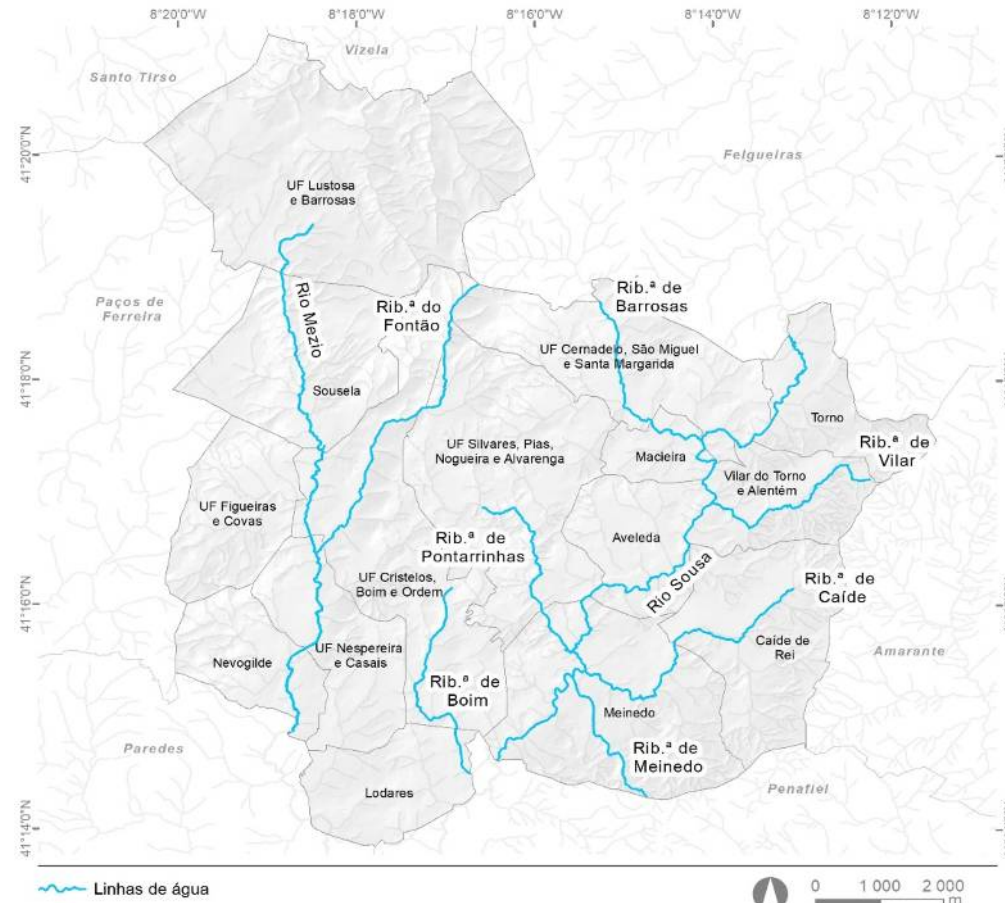 8°20'0"W 8°18'0"W 8°16'0"W 8°14'0"W 8°12'0"W
Vizela
Santo Tirso
41°20'0"N
Felgueiras
UF Lustosa
e Barrosas
Paços de
Ferreira
Rio Mezio
Rib.ª do
Fontão
Rib.ª de
Barrosas
UF Cernadelo, São Miguel
e Santa Margarida
41°18'0"N
Sousela
Torno
UF Silvares, Pias,
Nogueira e Alvarenga
Macieira
Rib.ª de
Vilar
Vilar do Torno
e Alentém
UF Figueiras
e Covas
Aveleda
Rib.ª de
Pontarrinhas
Rio Sousa
Rib.ª de
Caíde
UF Cristelos,
Boim e Ordem
41°16'0"N
Nevogilde
UF Nespereira
e Casais
Caíde de
Rei
Amarante
Rib.ª de
Boim
Meinedo
Paredes
Rib.ª de
Meinedo
Penafiel
Lodares
41°14'0"N
Linhas de água
0 1 000 2 000
m